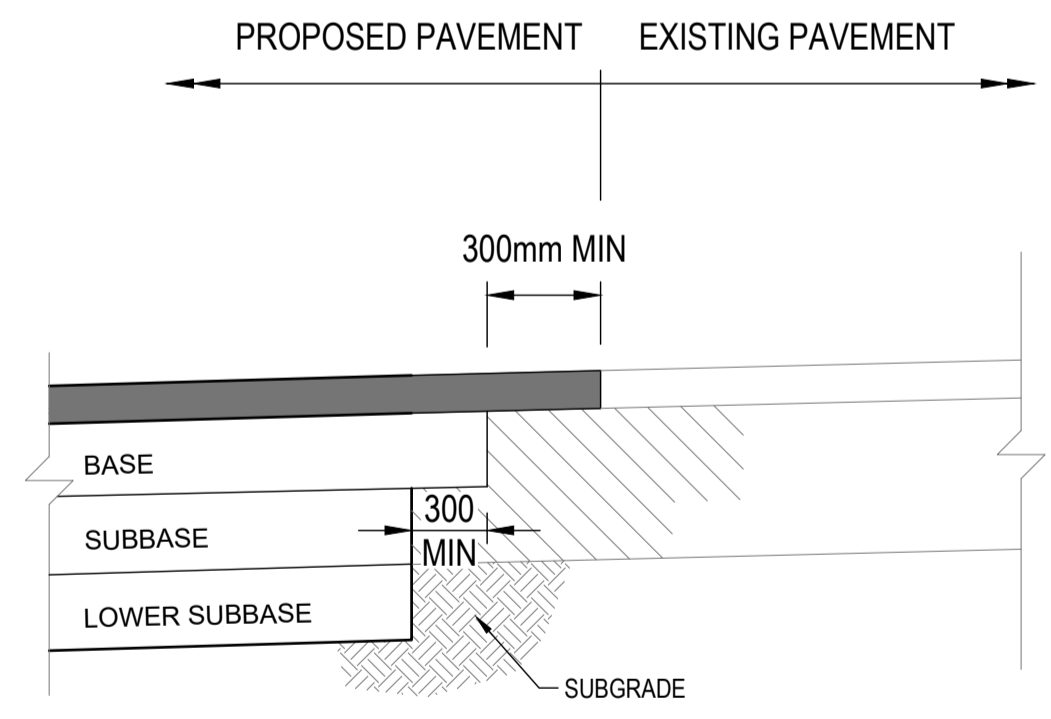 PROPOSED PAVEMENT EXISTING PAVEMENT
300mm MIN
BASE
300
MIN
SUBBASE
LOWER SUBBASE
SUBGRADE